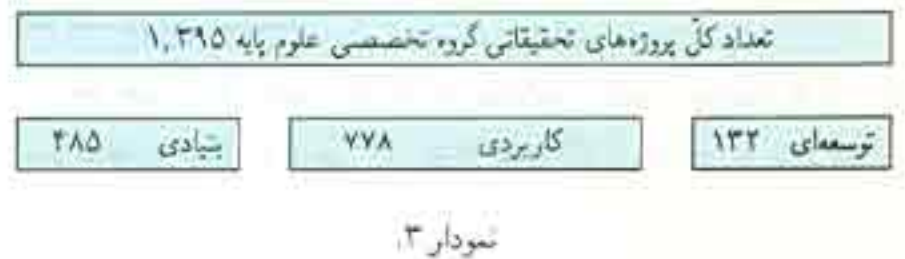 تعداد کلّ پروژه‌های تحقیقاتی گروه تخصصی علوم پایه ۱,۳۹۵
توسعه‌ای ۱۳۲ کاربردی ۷۷۸ بنیادی ۴۸۵
نمودار ۳.